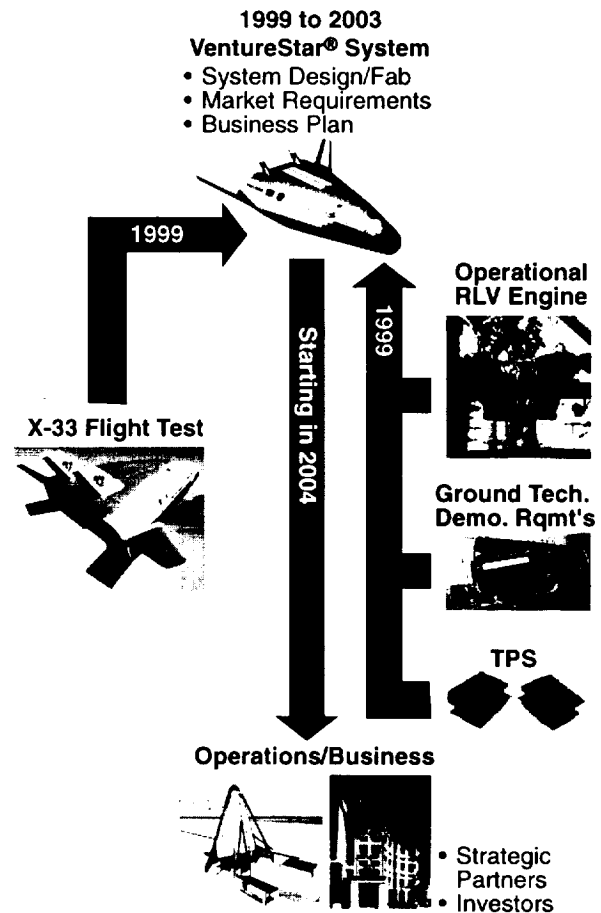 1999 to 2003
VentureStar® System
• System Design/Fab
• Market Requirements
• Business Plan
1999
Operational
RLV Engine
1999
Starting in 2004
X-33 Flight Test
Ground Tech.
Demo. Rqmt's
TPS
Operations/Business
• Strategic
Partners
• Investors